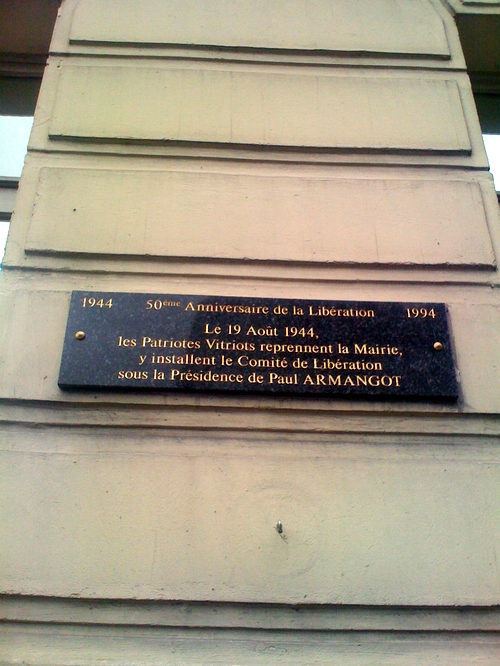 1944 50ème Anniversaire de la Libération 1994
Le 19 Août 1944,
les Patriotes Vitriots reprennent la Mairie,
y installent le Comité de Libération
sous la Présidence de Paul ARMANGOT